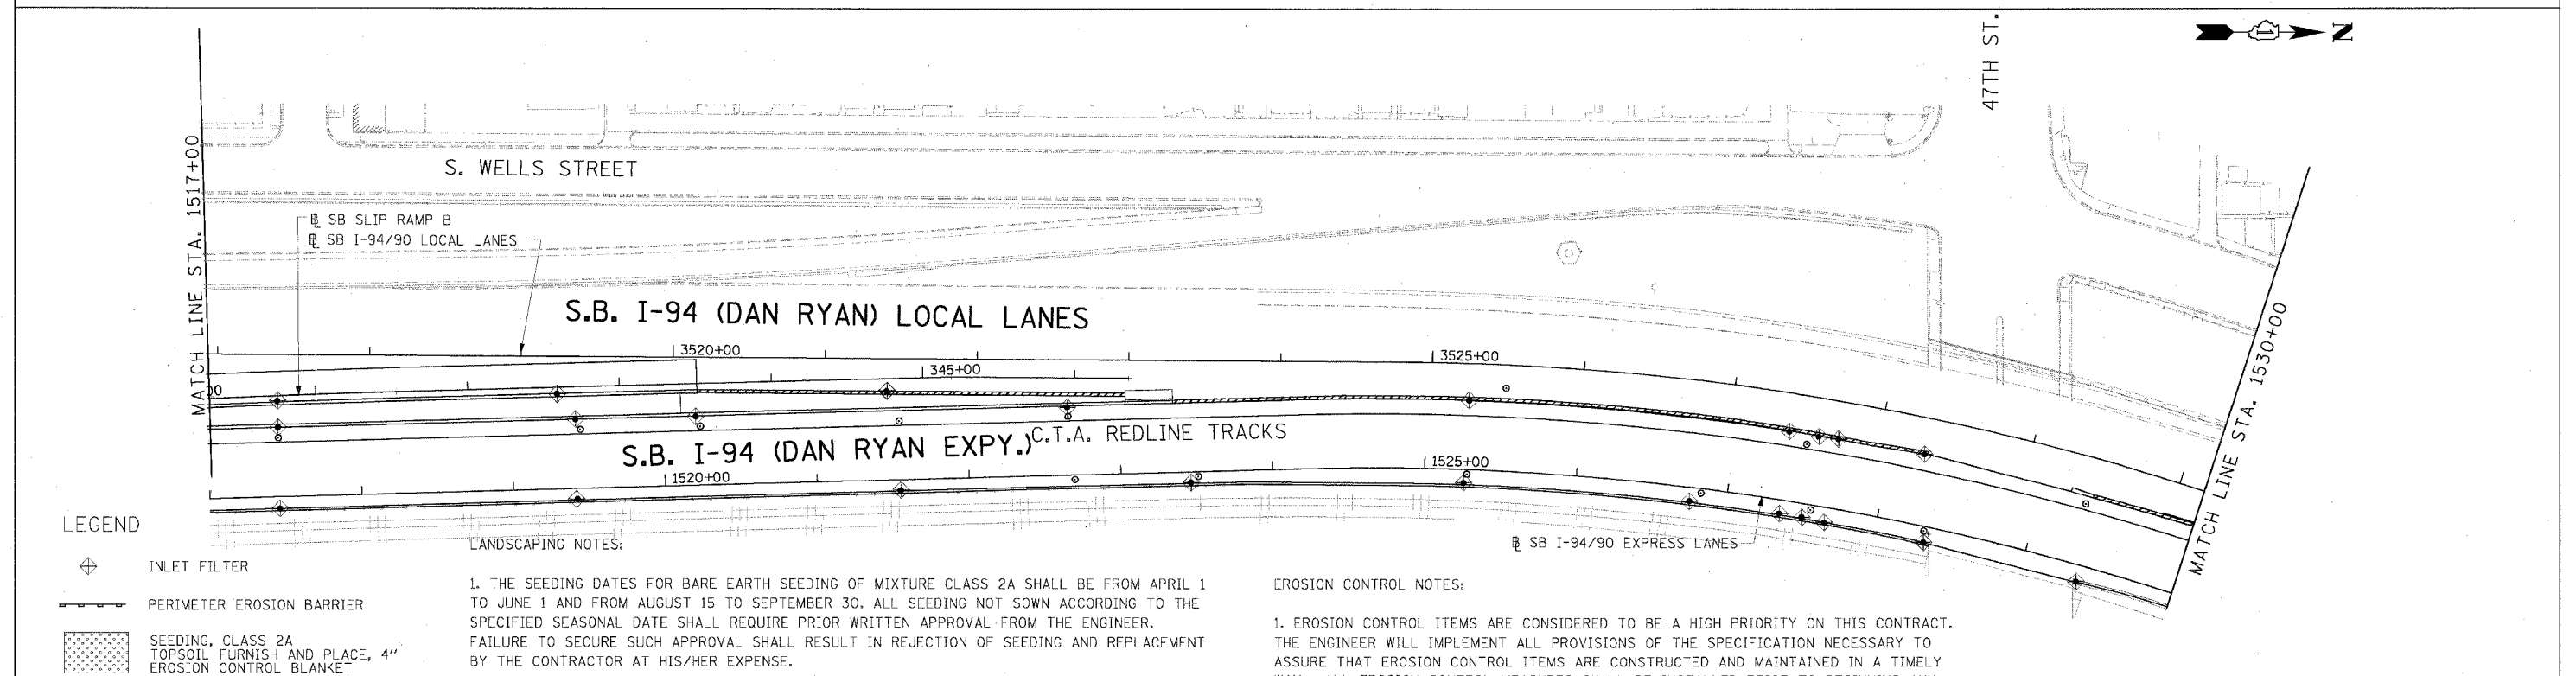 47TH ST.
N
MATCH LINE STA. 1517+00
S. WELLS STREET
℄ SB SLIP RAMP B
℄ SB I-94/90 LOCAL LANES
S.B. I-94 (DAN RYAN) LOCAL LANES
3520+00
3525+00
345+00
00
MATCH LINE STA. 1530+00
C.T.A. REDLINE TRACKS
S.B. I-94 (DAN RYAN EXPY.)
1520+00
1525+00
℄ SB I-94/90 EXPRESS LANES
LEGEND
INLET FILTER
PERIMETER EROSION BARRIER
SEEDING, CLASS 2A
TOPSOIL FURNISH AND PLACE, 4"
EROSION CONTROL BLANKET
LANDSCAPING NOTES:
1. THE SEEDING DATES FOR BARE EARTH SEEDING OF MIXTURE CLASS 2A SHALL BE FROM APRIL 1
TO JUNE 1 AND FROM AUGUST 15 TO SEPTEMBER 30. ALL SEEDING NOT SOWN ACCORDING TO THE
SPECIFIED SEASONAL DATE SHALL REQUIRE PRIOR WRITTEN APPROVAL FROM THE ENGINEER.
FAILURE TO SECURE SUCH APPROVAL SHALL RESULT IN REJECTION OF SEEDING AND REPLACEMENT
BY THE CONTRACTOR AT HIS/HER EXPENSE.
EROSION CONTROL NOTES:
1. EROSION CONTROL ITEMS ARE CONSIDERED TO BE A HIGH PRIORITY ON THIS CONTRACT.
THE ENGINEER WILL IMPLEMENT ALL PROVISIONS OF THE SPECIFICATION NECESSARY TO
ASSURE THAT EROSION CONTROL ITEMS ARE CONSTRUCTED AND MAINTAINED IN A TIMELY